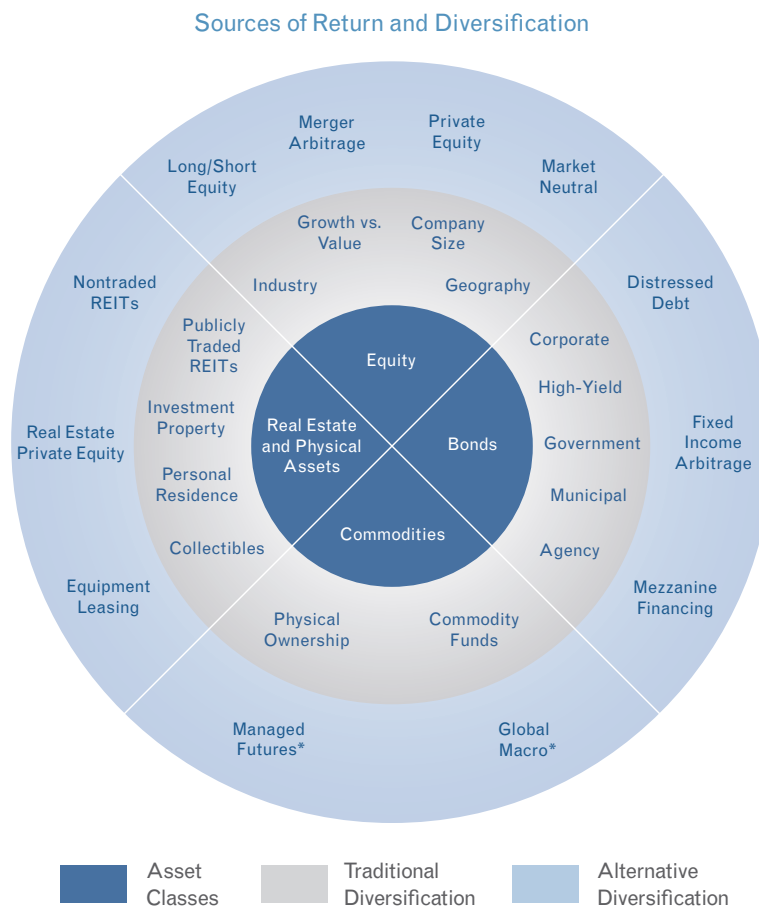 Sources of Return and Diversification
Merger
Arbitrage
Private
Equity
Long/Short
Equity
Market
Neutral
Growth vs.
Value
Company
Size
Industry
Geography
Nontraded
REITs
Distressed
Debt
Publicly
Traded
REITs
Corporate
Equity
High-Yield
Investment
Property
Real Estate
Private Equity
Real Estate
and Physical
Assets
Bonds
Government
Fixed
Income
Arbitrage
Personal
Residence
Municipal
Commodities
Collectibles
Agency
Equipment
Leasing
Mezzanine
Financing
Physical
Ownership
Commodity
Funds
Managed
Futures*
Global
Macro*
Asset
Classes
Traditional
Diversification
Alternative
Diversification